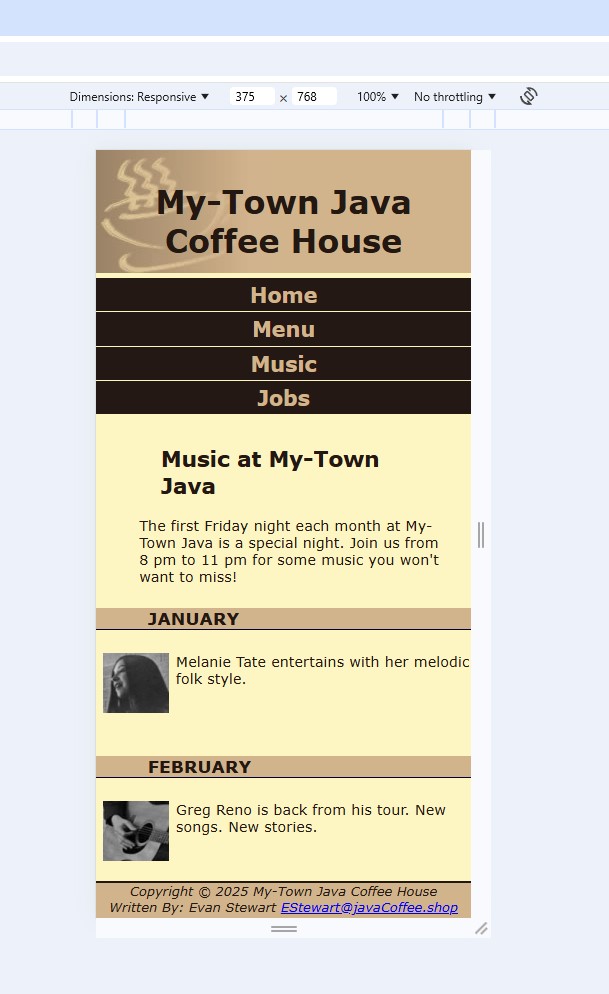 Dimensions: Responsive ▼ 375 × 768 100% ▼ No throttling ▼
My-Town Java
Coffee House
Home
Menu
Music
Jobs
Music at My-Town
Java
The first Friday night each month at My-
Town Java is a special night. Join us from
8 pm to 11 pm for some music you won't
want to miss!
JANUARY
Melanie Tate entertains with her melodic
folk style.
FEBRUARY
Greg Reno is back from his tour. New
songs. New stories.
Copyright © 2025 My-Town Java Coffee House
Written By: Evan Stewart EStewart@javaCoffee.shop